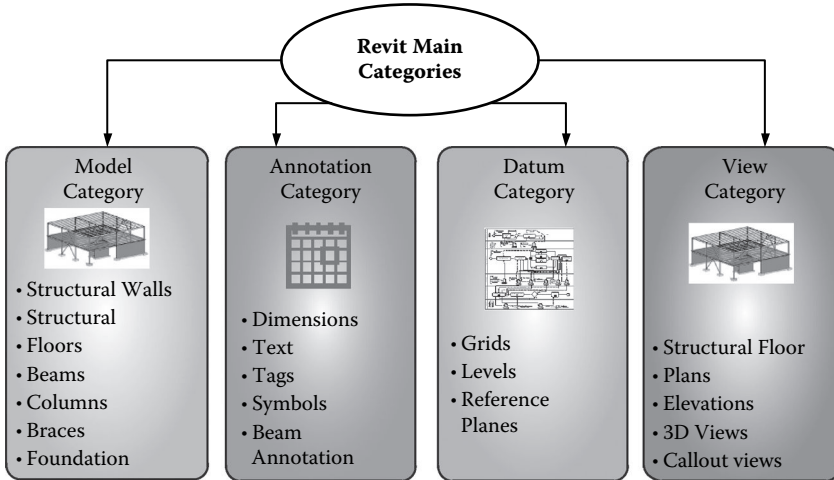 Revit Main
Categories
Model
Category
• Structural Walls
• Structural
• Floors
• Beams
• Columns
• Braces
• Foundation
Annotation
Category
• Dimensions
• Text
• Tags
• Symbols
• Beam
Annotation
Datum
Category
• Grids
• Levels
• Reference
Planes
View
Category
• Structural Floor
• Plans
• Elevations
• 3D Views
• Callout views